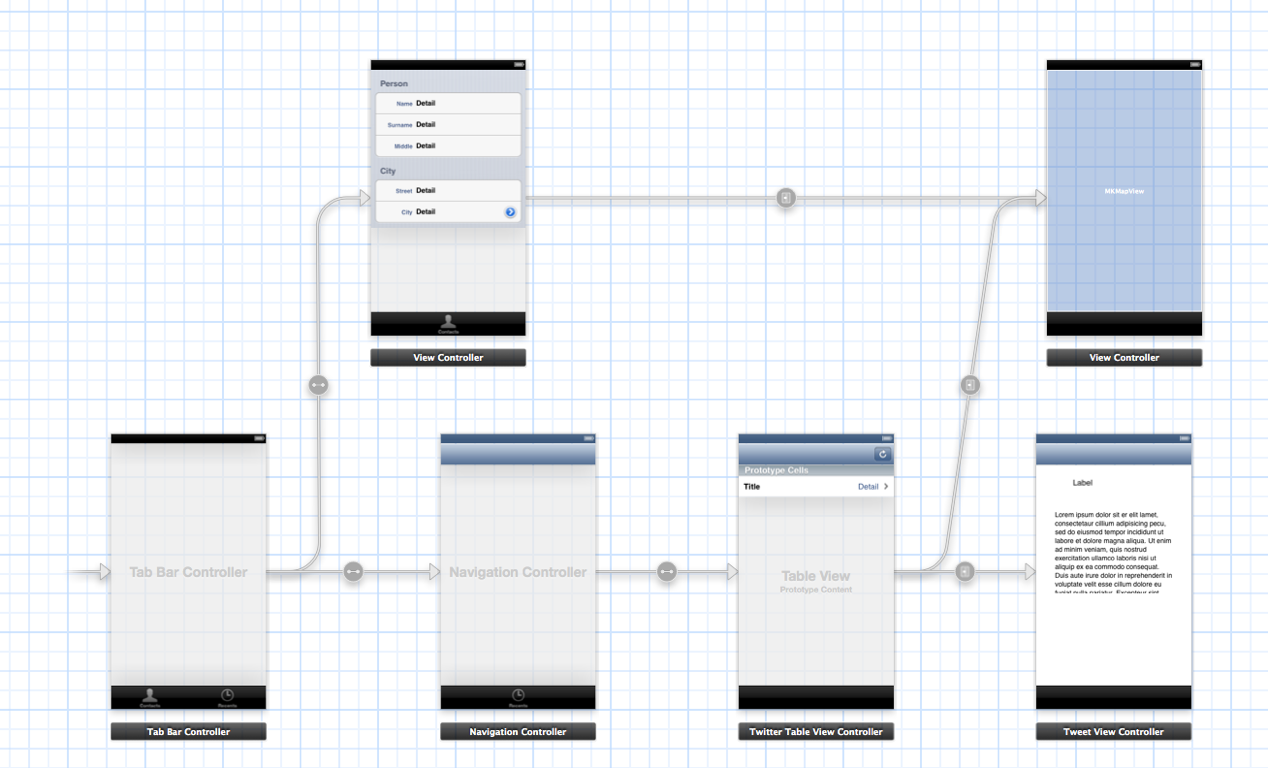 Person
Name Detail
Surname Detail
Middle Detail
City
Street Detail
City Detail
Contacts
View Controller
MKMapView
View Controller
Tab Bar Controller
Contacts
Recents
Tab Bar Controller
Navigation Controller
Recents
Navigation Controller
Prototype Cells
Title Detail
Table View
Prototype Content
Twitter Table View Controller
Label
Lorem ipsum dolor sit er elit lamet,
consectetaur cillium adipisicing pecu,
sed do eiusmod tempor incididunt ut
labore et dolore magna aliqua. Ut enim
ad minim veniam, quis nostrud
exercitation ullamco laboris nisi ut
aliquip ex ea commodo consequat.
Duis aute irure dolor in reprehenderit in
voluptate velit esse cillum dolore eu
fugiat nulla pariatur. Excepteur sint
Tweet View Controller